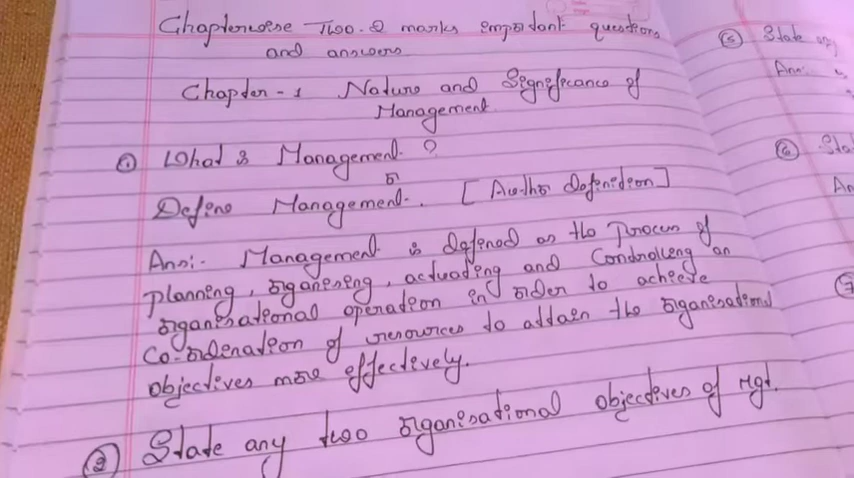 Chapterwise Two-2 marks important questions
and answers
Chapter - 1 Nature and Significance of
Management
① What is Management ?
or
Define Management. [Author definition]
Ans:- Management is defined as the Process of
planning, organising, actuating and Controlling an
organisational operation in order to achieve
Co-ordination of resources to attain the organisational
objectives more effectively.
② State any two organisational objectives of Mgt.
⑤ State any
Ans:
⑥
An
⑦